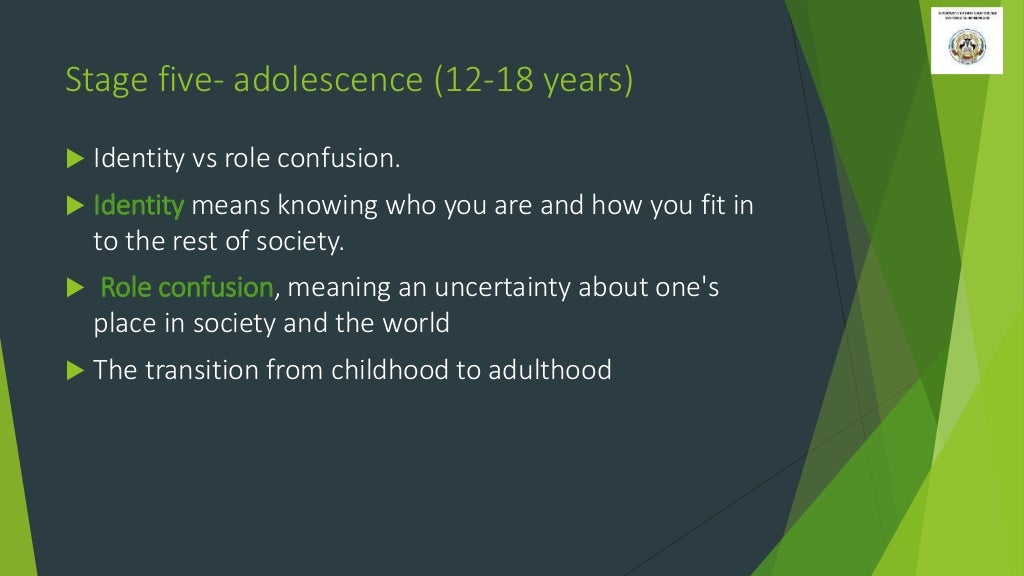 Stage five- adolescence (12-18 years)
Identity vs role confusion.
Identity means knowing who you are and how you fit in
to the rest of society.
Role confusion, meaning an uncertainty about one's
place in society and the world
The transition from childhood to adulthood